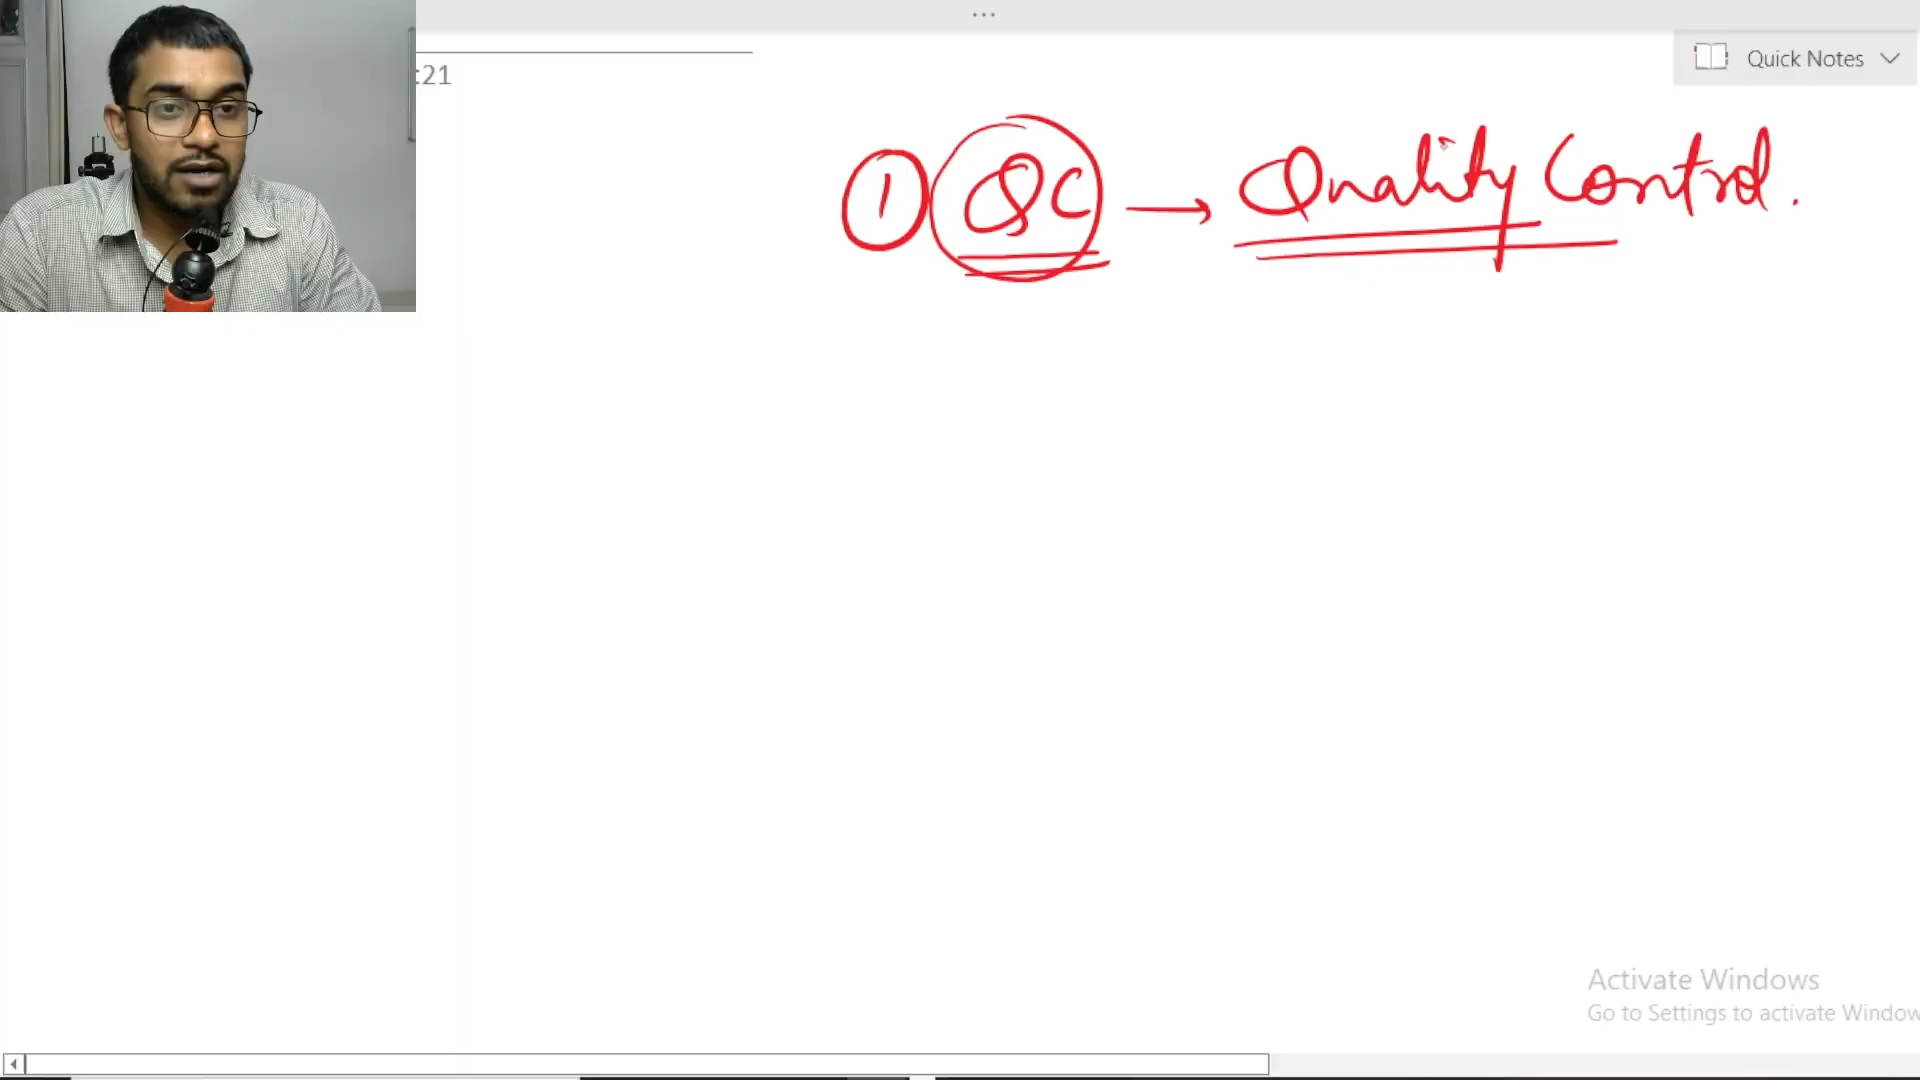 ...
Quick Notes
:21
① QC → Quality Control.
Activate Windows
Go to Settings to activate Window